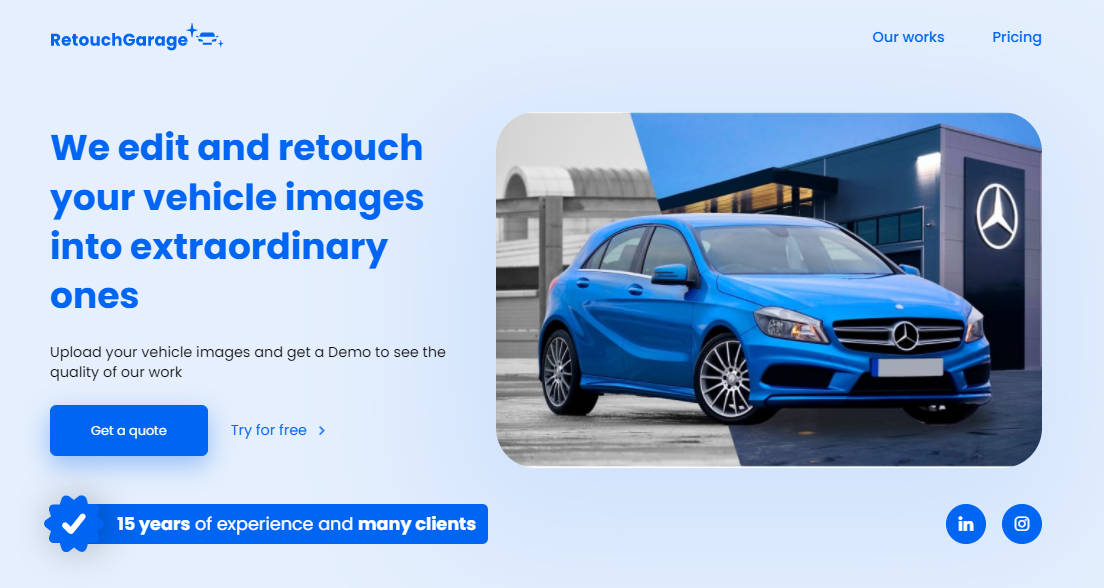 RetouchGarage
Our works
Pricing
We edit and retouch
your vehicle images
into extraordinary
ones
Upload your vehicle images and get a Demo to see the
quality of our work
Get a quote
Try for free
15 years of experience and many clients
in